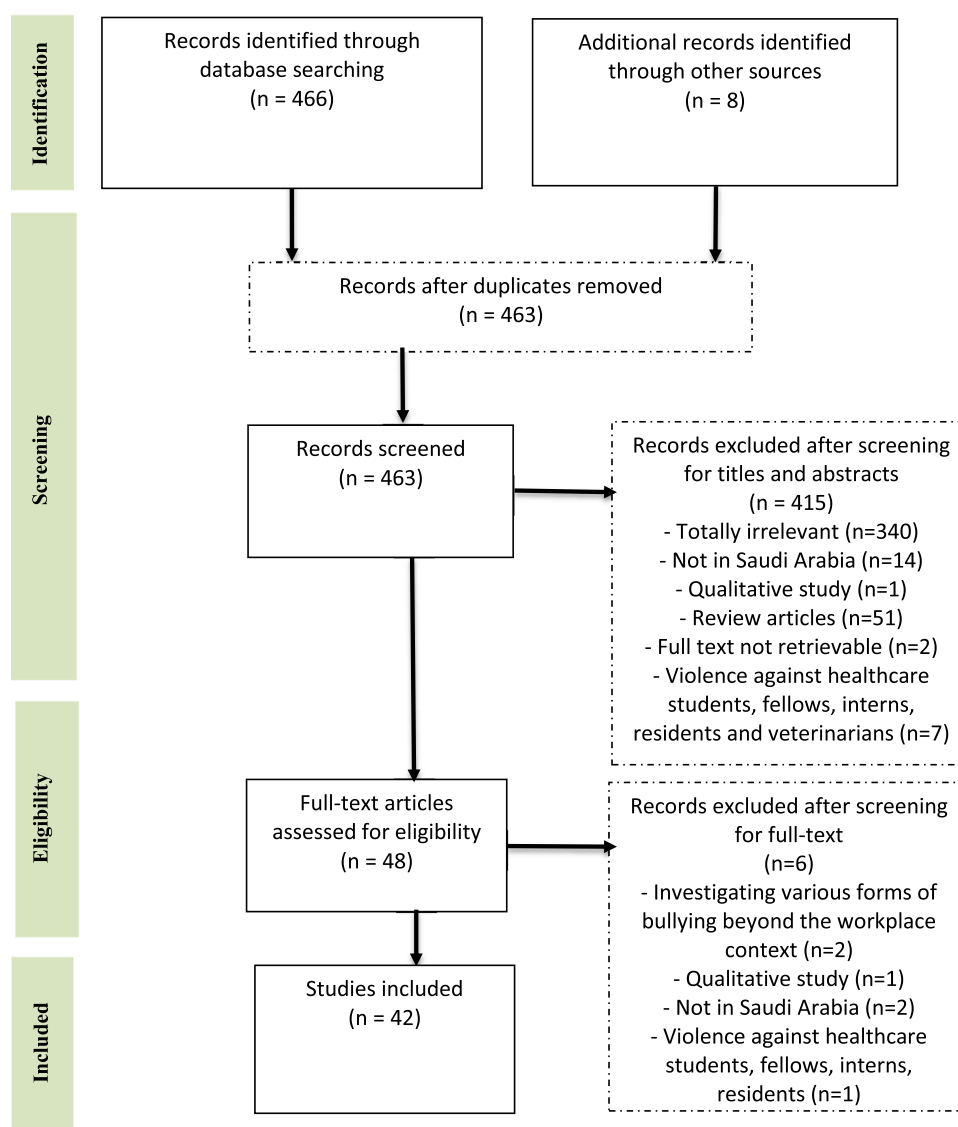 Identification
Records identified through
database searching
(n = 466)
Additional records identified
through other sources
(n = 8)
Screening
Records after duplicates removed
(n = 463)
Records screened
(n = 463)
Records excluded after screening
for titles and abstracts
(n = 415)
- Totally irrelevant (n=340)
- Not in Saudi Arabia (n=14)
- Qualitative study (n=1)
- Review articles (n=51)
- Full text not retrievable (n=2)
- Violence against healthcare
students, fellows, interns,
residents and veterinarians (n=7)
Eligibility
Full-text articles
assessed for eligibility
(n = 48)
Records excluded after screening
for full-text
(n=6)
- Investigating various forms of
bullying beyond the workplace
context (n=2)
- Qualitative study (n=1)
- Not in Saudi Arabia (n=2)
- Violence against healthcare
students, fellows, interns,
residents (n=1)
Included
Studies included
(n = 42)